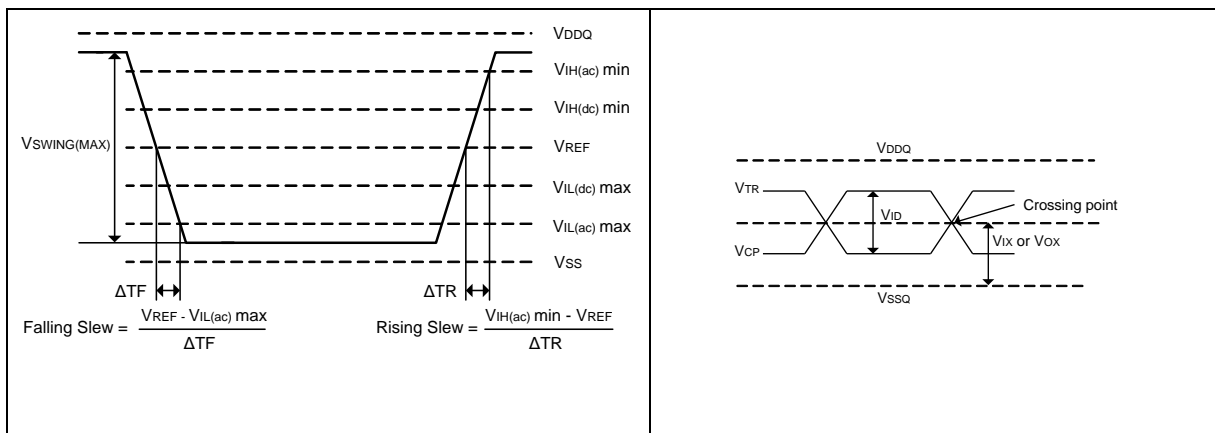 VDDQ
VIH(ac) min
VIH(dc) min
VSWING(MAX)
VREF
VIL(dc) max
VIL(ac) max
VSS
ΔTF
ΔTR
Falling Slew = VREF - VIL(ac) max
ΔTF
Rising Slew = VIH(ac) min - VREF
ΔTR
VDDQ
VTR
VID
Crossing point
VIX or VOX
VCP
VSSQ